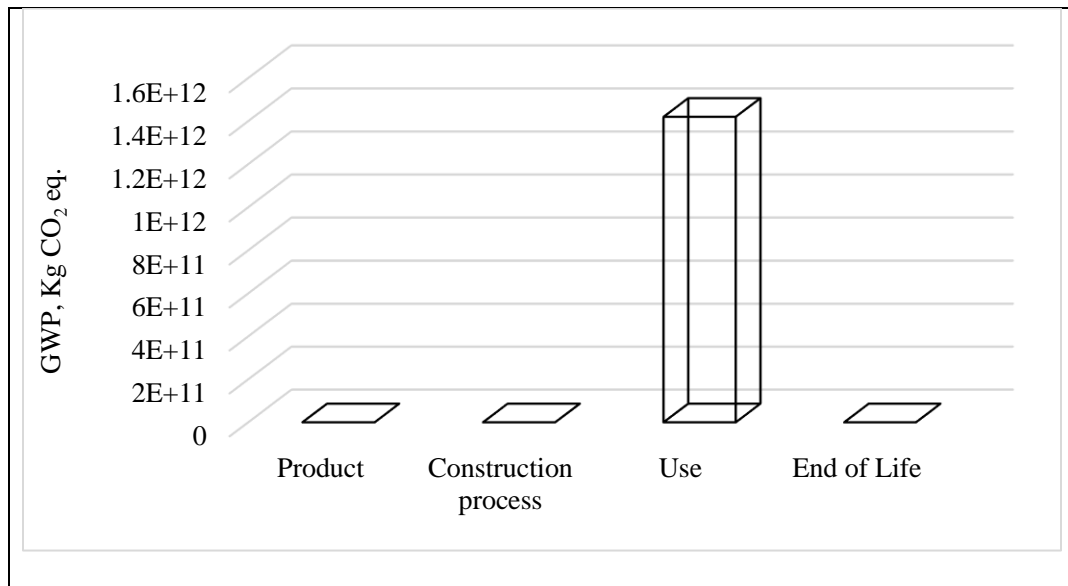 GWP, Kg CO₂ eq.
1.6E+12
1.4E+12
1.2E+12
1E+12
8E+11
6E+11
4E+11
2E+11
0
Product
Construction
process
Use
End of Life